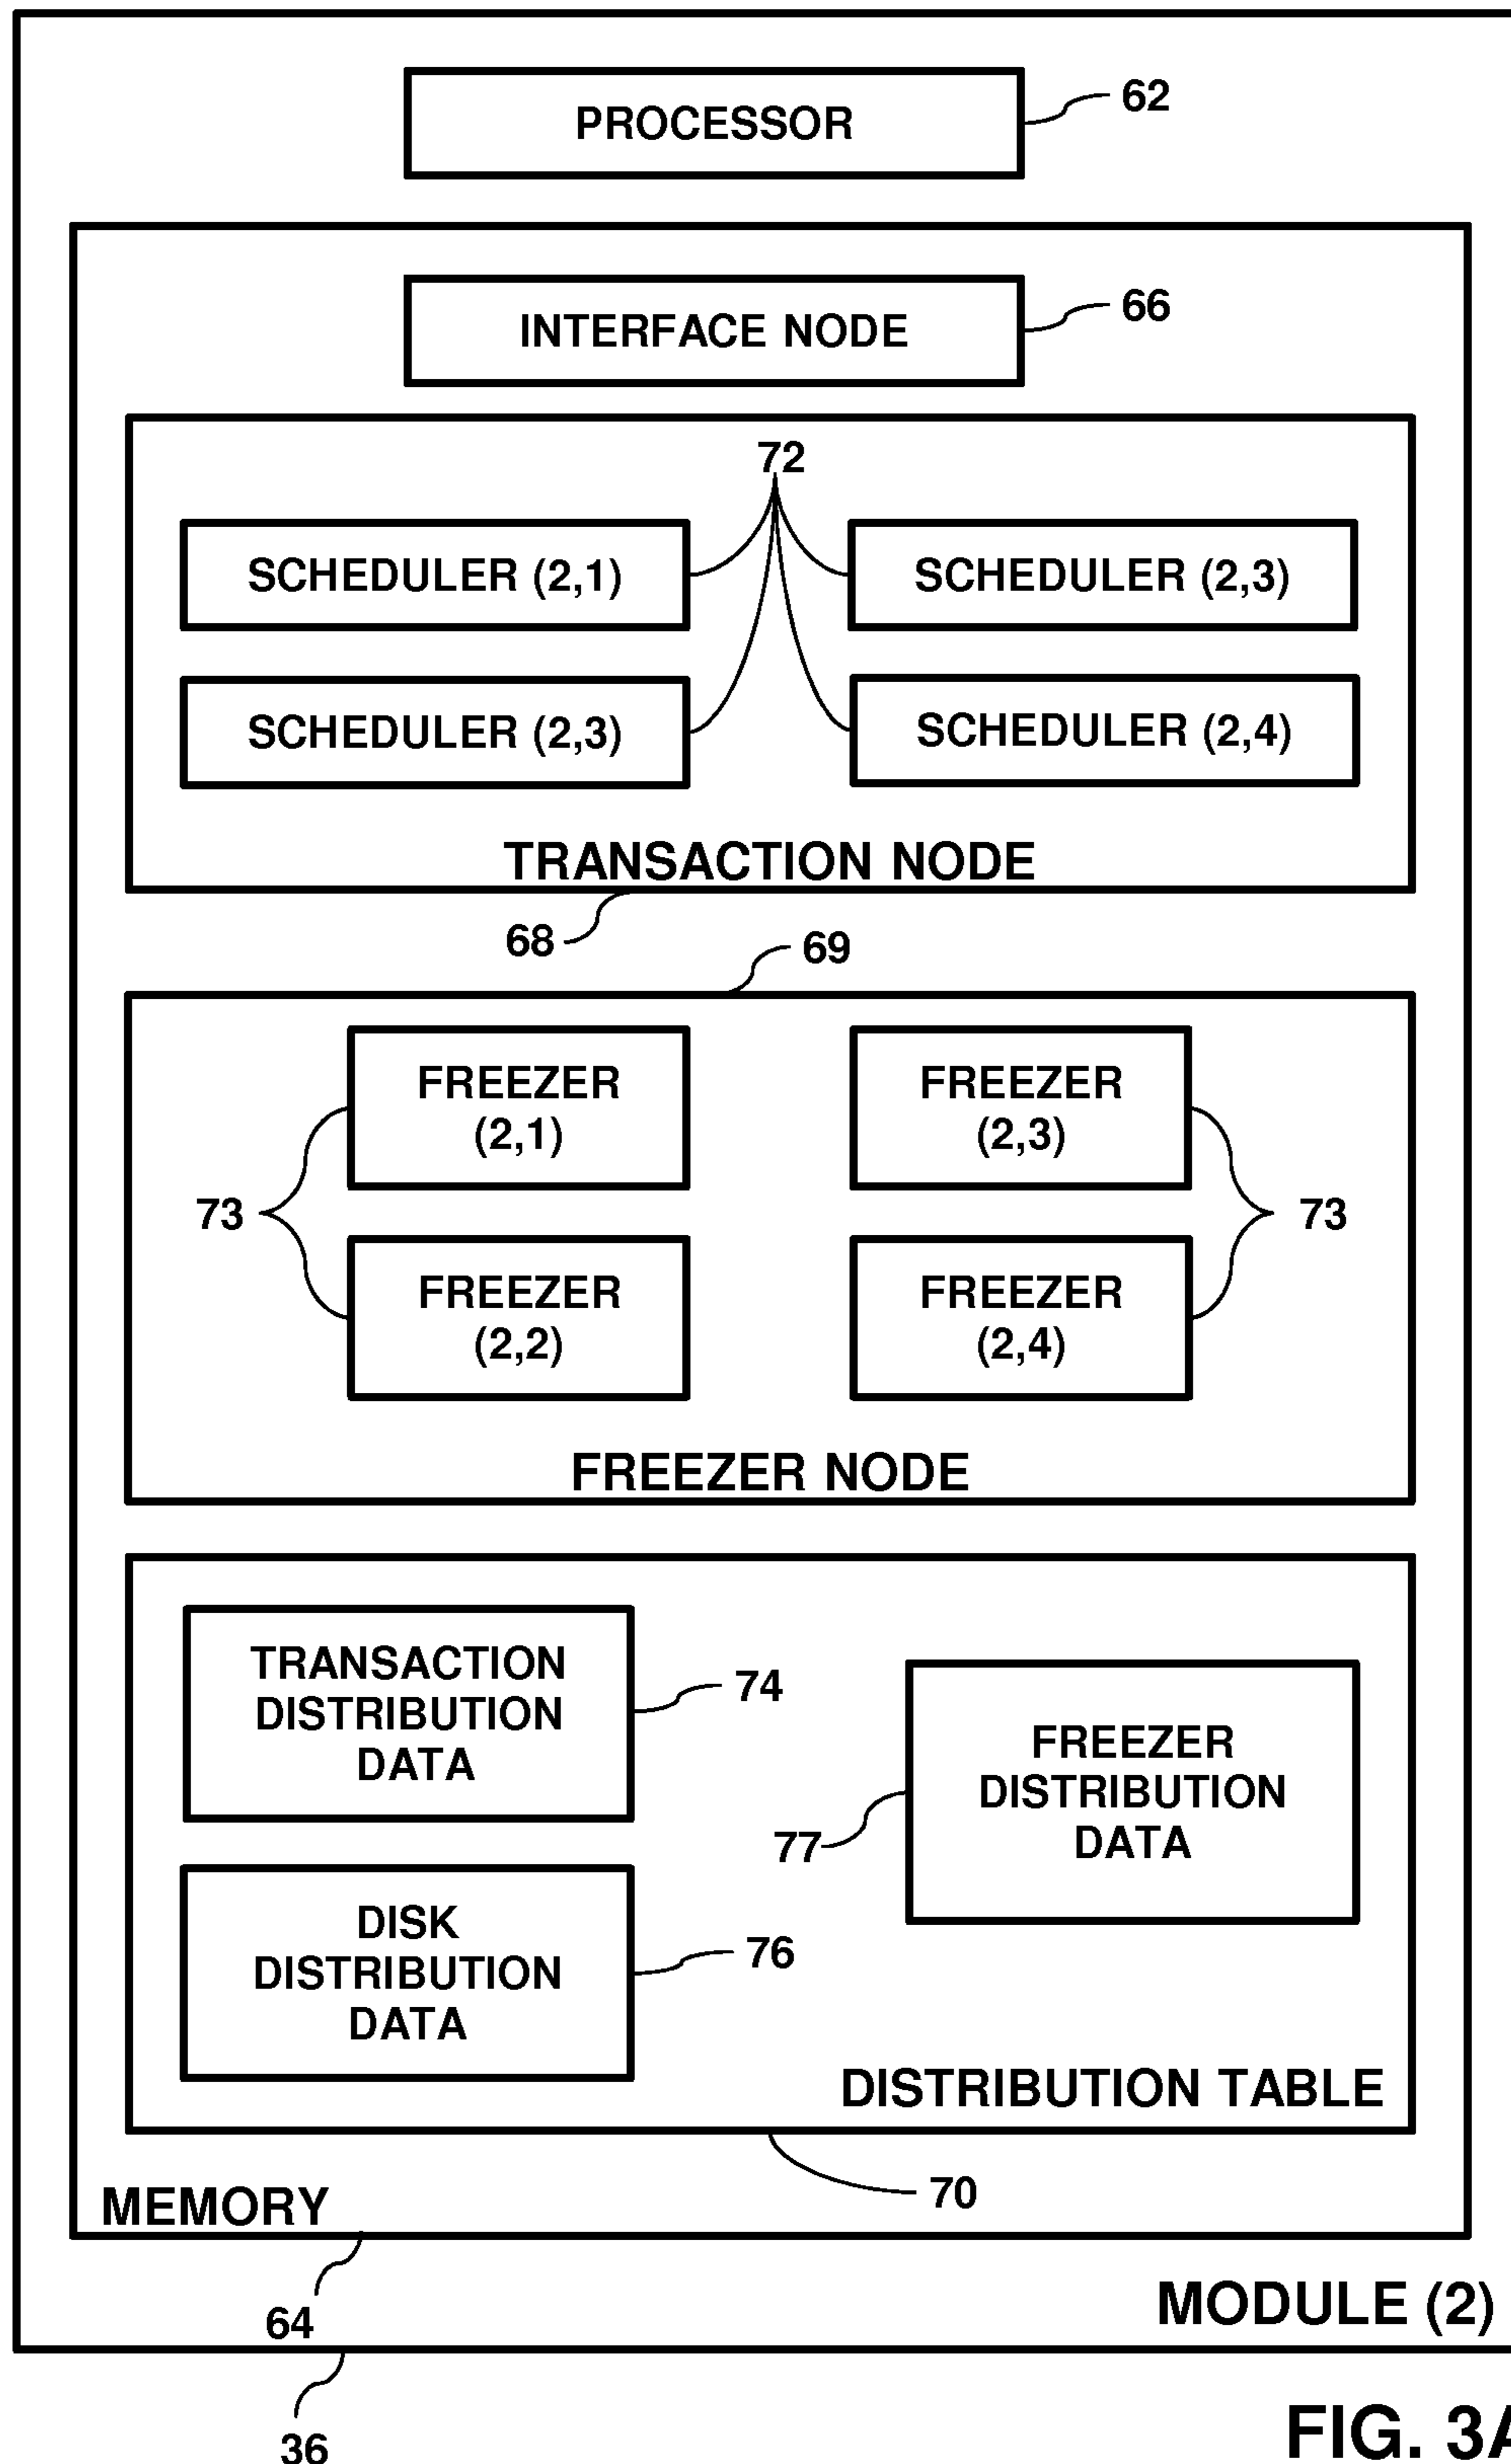 PROCESSOR
62
INTERFACE NODE
66
72
SCHEDULER (2,1)
SCHEDULER (2,3)
SCHEDULER (2,3)
SCHEDULER (2,4)
TRANSACTION NODE
68
69
FREEZER
(2,1)
FREEZER
(2,3)
73
73
FREEZER
(2,2)
FREEZER
(2,4)
FREEZER NODE
TRANSACTION
DISTRIBUTION
DATA
74
FREEZER
DISTRIBUTION
DATA
77
DISK
DISTRIBUTION
DATA
76
DISTRIBUTION TABLE
70
MEMORY
64
MODULE (2)
36
FIG. 3A